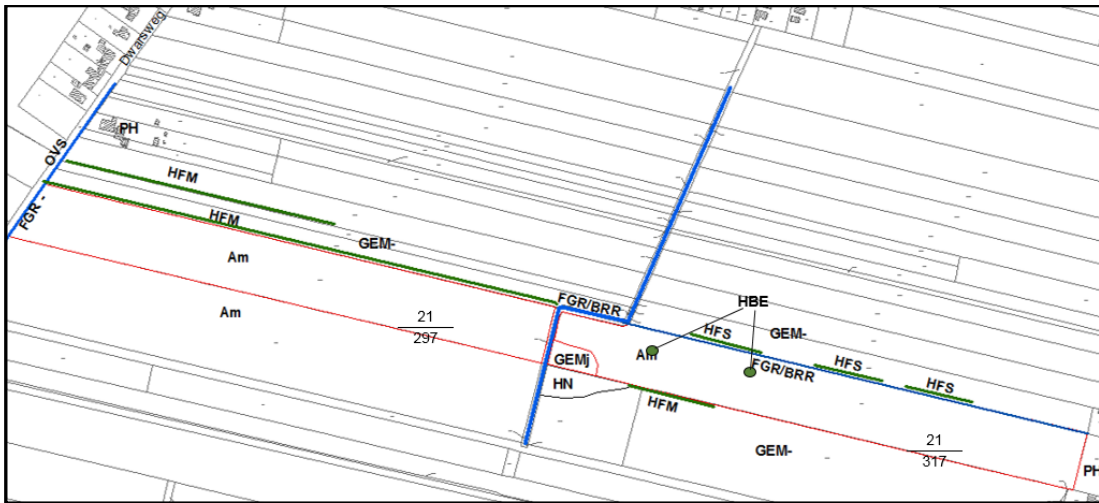 Dwarsweg
PH
OVS
HFM
FGR -
HFM
GEM-
Am
Am
21
297
FGR/BRR
HBE
HFS
GEM-
Am
FGR/BRR
GEMj
HFS
HN
HFS
HFM
21
317
GEM-
PH